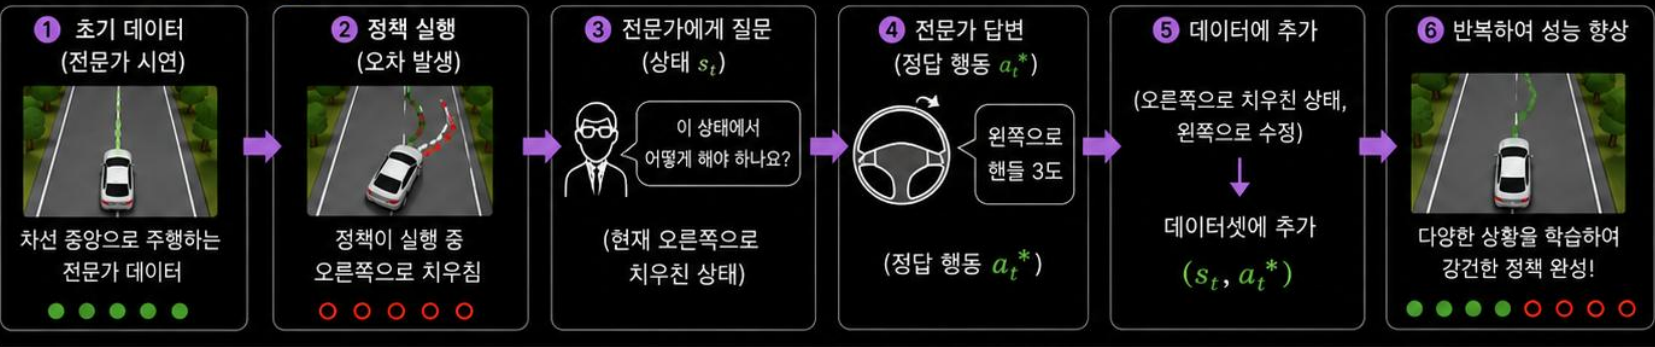 1 초기 데이터
(전문가 시연)
차선 중앙으로 주행하는
전문가 데이터
2 정책 실행
(오차 발생)
정책이 실행 중
오른쪽으로 치우침
3 전문가에게 질문
(상태 s_t)
이 상태에서
어떻게 해야 하나요?
(현재 오른쪽으로
치우친 상태)
4 전문가 답변
(정답 행동 a_t*)
왼쪽으로
핸들 3도
(정답 행동 a_t*)
5 데이터에 추가
(오른쪽으로 치우친 상태,
왼쪽으로 수정)
데이터셋에 추가
(s_t, a_t*)
6 반복하여 성능 향상
다양한 상황을 학습하여
강건한 정책 완성!